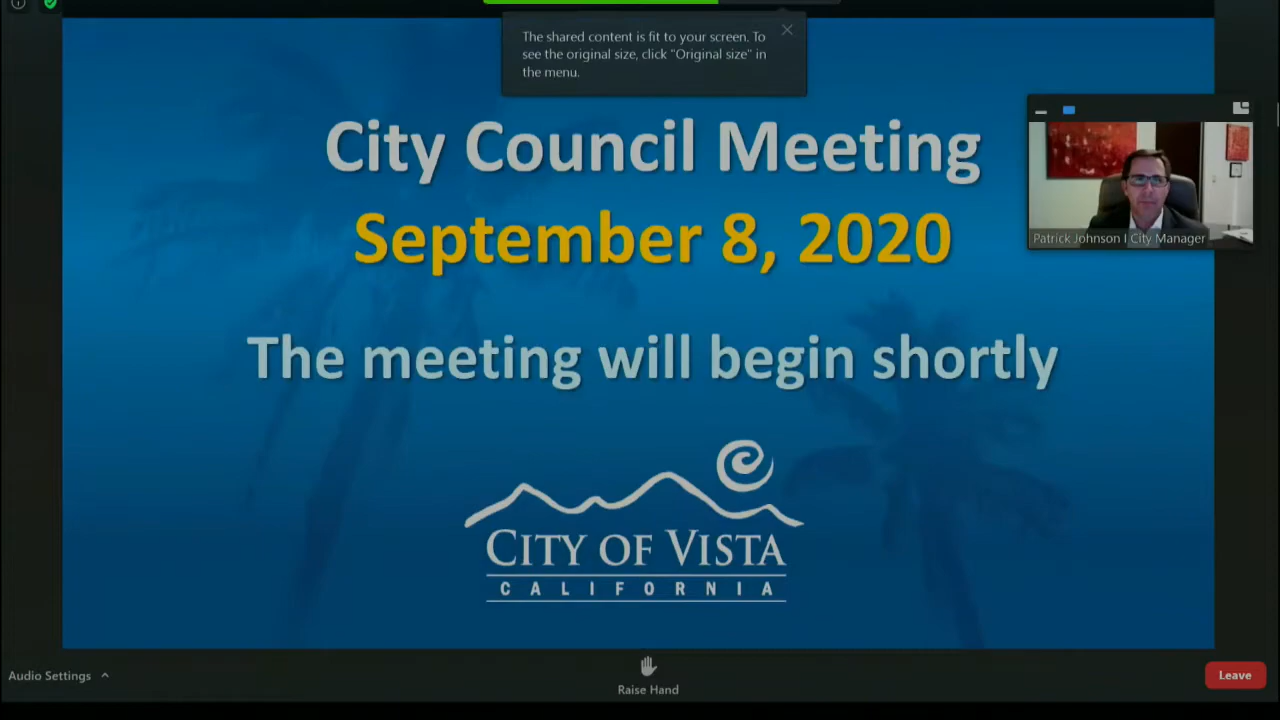 The shared content is fit to your screen. To
see the original size, click "Original size" in
the menu.
City Council Meeting
September 8, 2020
The meeting will begin shortly
Patrick Johnson I City Manager
CITY OF VISTA
CALIFORNIA
Audio Settings
Raise Hand
Leave